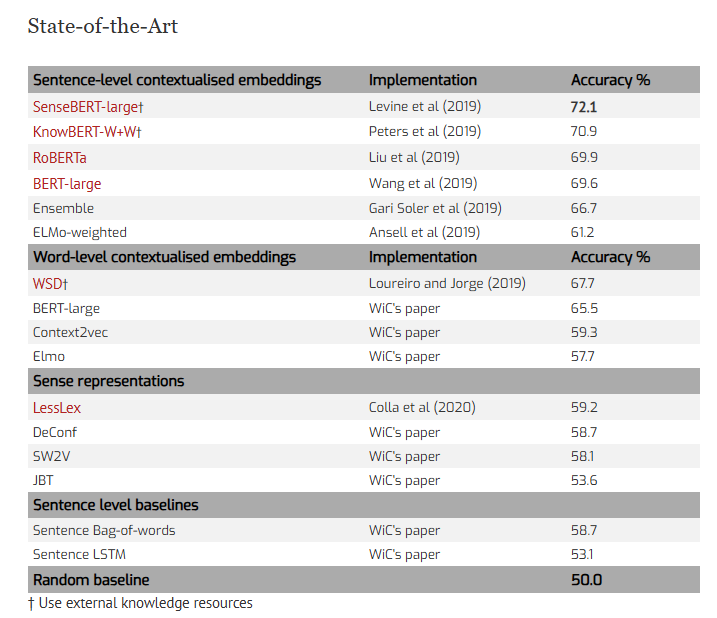 State-of-the-Art
Sentence-level contextualised embeddings Implementation Accuracy %
SenseBERT-large† Levine et al (2019) 72.1
KnowBERT-W+W† Peters et al (2019) 70.9
RoBERTa Liu et al (2019) 69.9
BERT-large Wang et al (2019) 69.6
Ensemble Gari Soler et al (2019) 66.7
ELMo-weighted Ansell et al (2019) 61.2
Word-level contextualised embeddings Implementation Accuracy %
WSD† Loureiro and Jorge (2019) 67.7
BERT-large WiC's paper 65.5
Context2vec WiC's paper 59.3
Elmo WiC's paper 57.7
Sense representations
LessLex Colla et al (2020) 59.2
DeConf WiC's paper 58.7
SW2V WiC's paper 58.1
JBT WiC's paper 53.6
Sentence level baselines
Sentence Bag-of-words WiC's paper 58.7
Sentence LSTM WiC's paper 53.1
Random baseline 50.0
† Use external knowledge resources